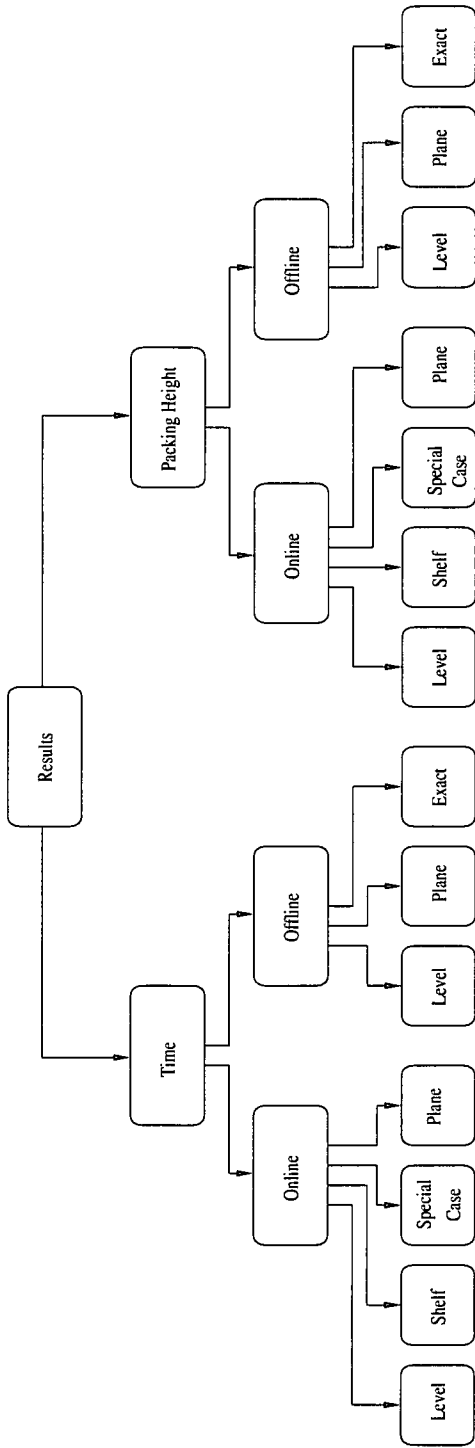 Results
Time
Packing Height
Online
Offline
Online
Offline
Level
Shelf
Special
Case
Plane
Level
Plane
Exact
Level
Shelf
Special
Case
Plane
Level
Plane
Exact